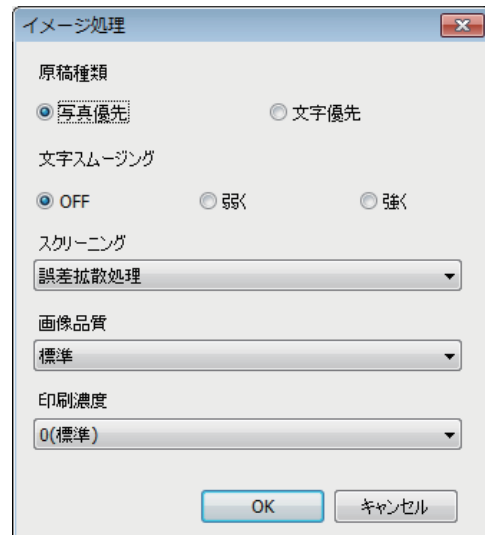 イメージ処理
原稿種類
写真優先 文字優先
文字スムージング
OFF 弱く 強く
スクリーニング
誤差拡散処理
画像品質
標準
印刷濃度
0(標準)
OK キャンセル